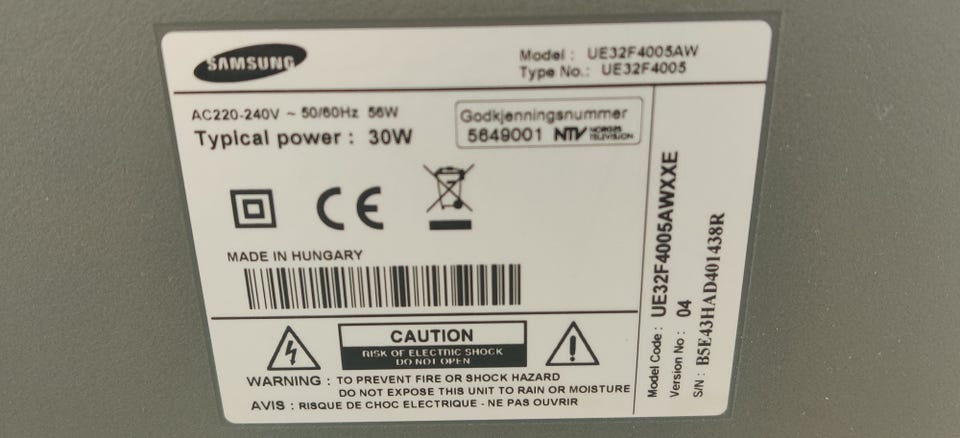 SAMSUNG
Model : UE32F4005AW
Type No.: UE32F4005
AC220-240V ~ 50/60Hz 56W
Typical power : 30W
Godkjenningsnummer
5649001 NTV NORGES TELEVISION
CE
MADE IN HUNGARY
CAUTION
RISK OF ELECTRIC SHOCK
DO NOT OPEN
WARNING : TO PREVENT FIRE OR SHOCK HAZARD
DO NOT EXPOSE THIS UNIT TO RAIN OR MOISTURE
AVIS : RISQUE DE CHOC ELECTRIQUE - NE PAS OUVRIR
Model Code : UE32F4005AWXXE
Version No : 04
S/N : B5E43HAD401438R